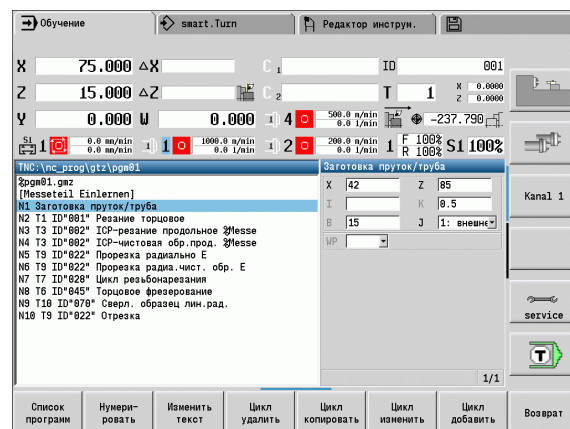 Обучение
smart.Turn
Редактор инструм.
X 75.000 ΔX C 1 ID 001
Z 15.000 ΔZ C 2 T 1 X 0.0000 Z 0.0000
Y 0.000 W 0.000 4 500.0 m/min 0.0 1/min -237.790
S1 1 0.0 mm/min 0.0 1/min 1 1000.0 m/min 0.0 1/min 2 200.0 m/min 0.0 1/min 1 F 100% R 100% S1 100%
TNC:\nc_prog\gtz\pgm01
Заготовка пруток/труба
%pgm01.gmz
[Messeteil Einlernen]
N1 Заготовка пруток/труба
N2 T1 ID"001" Резание торцовое
N3 T3 ID"002" ICP-резание продольное %Messe
N4 T3 ID"002" ICP-чистовая обр.прод. %Messe
N5 T9 ID"022" Прорезка радиально E
N6 T9 ID"022" Прорезка радиа.чист. обр. E
N7 T7 ID"028" Цикл резьбонарезания
N8 T6 ID"045" Торцовое фрезерование
N9 T10 ID"070" Сверл. образец лин.рад.
N10 T9 ID"022" Отрезка
X 42 Z 85
I K 0.5
B 15 J 1: внешне
WP
1/1
Kanal 1
service
T
Список программ
Нумери- ровать
Изменить текст
Цикл удалить
Цикл копировать
Цикл изменить
Цикл добавить
Возврат